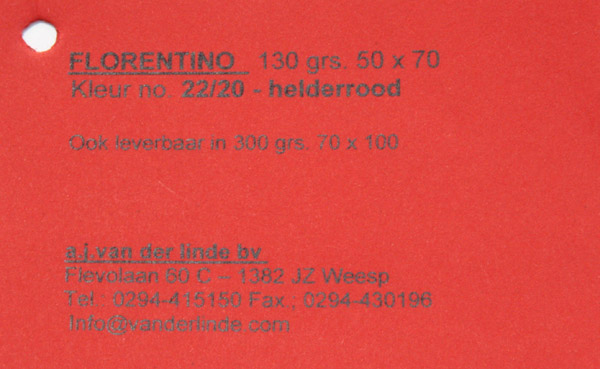 FLORENTINO 130 grs. 50 x 70
Kleur no. 22/20 - helderrood
Ook leverbaar in 300 grs. 70 x 100
a.j.van der linde bv
Flevolaan 50 C – 1382 JZ Weesp
Tel.: 0294-415150 Fax.: 0294-430196
Info@vanderlinde.com